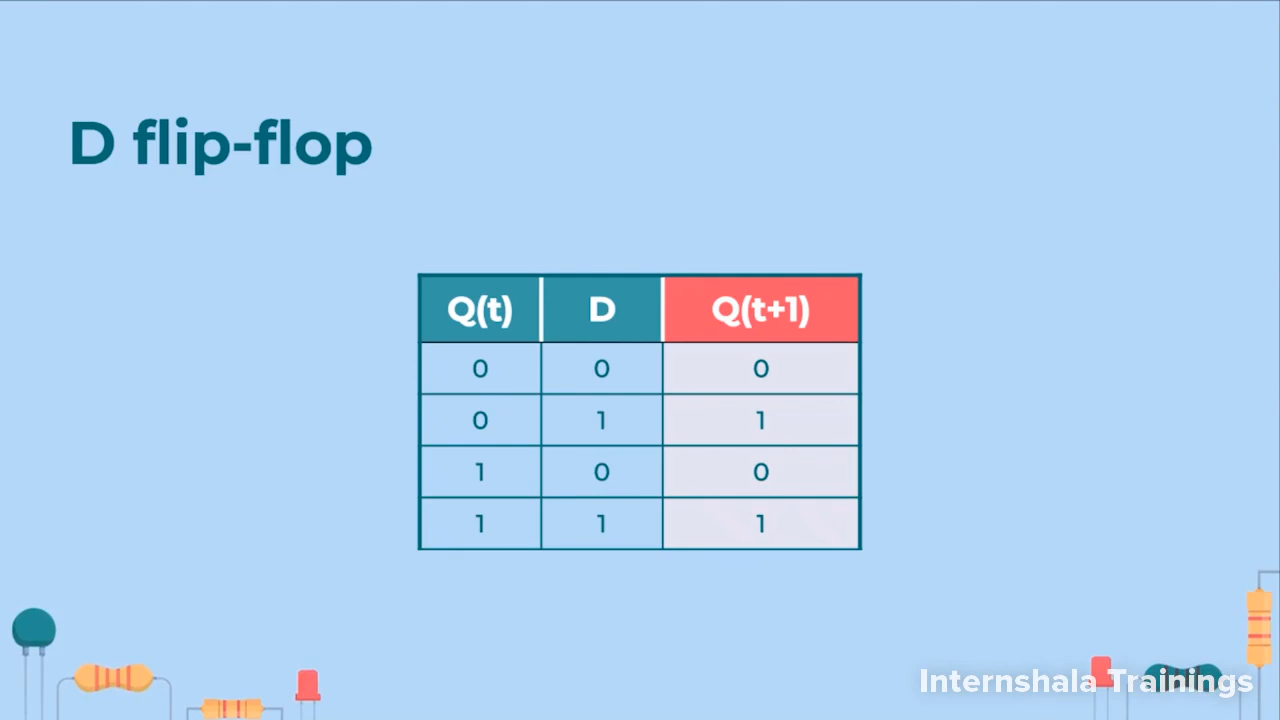 D flip-flop
Q(t) D Q(t+1)
0 0 0
0 1 1
1 0 0
1 1 1
Internshala Trainings